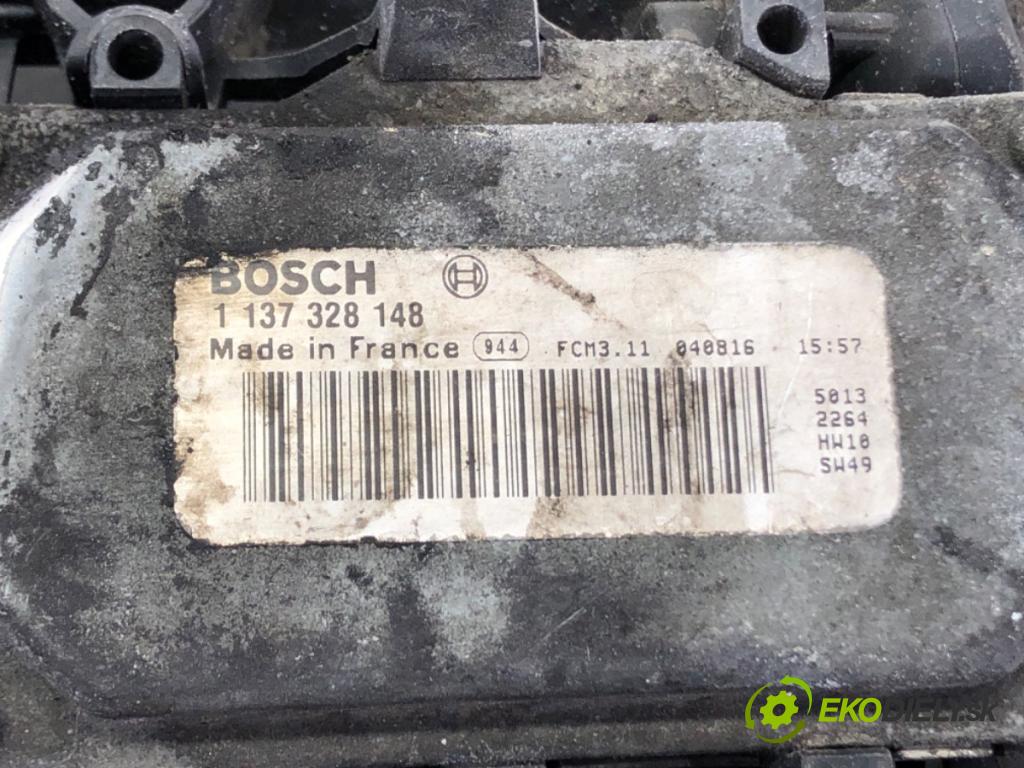 BOSCH
1 137 328 148
Made in France 944 FCM3.11 040816 15:57
5013
2264
HW10
SW49
EKODIELY.SK